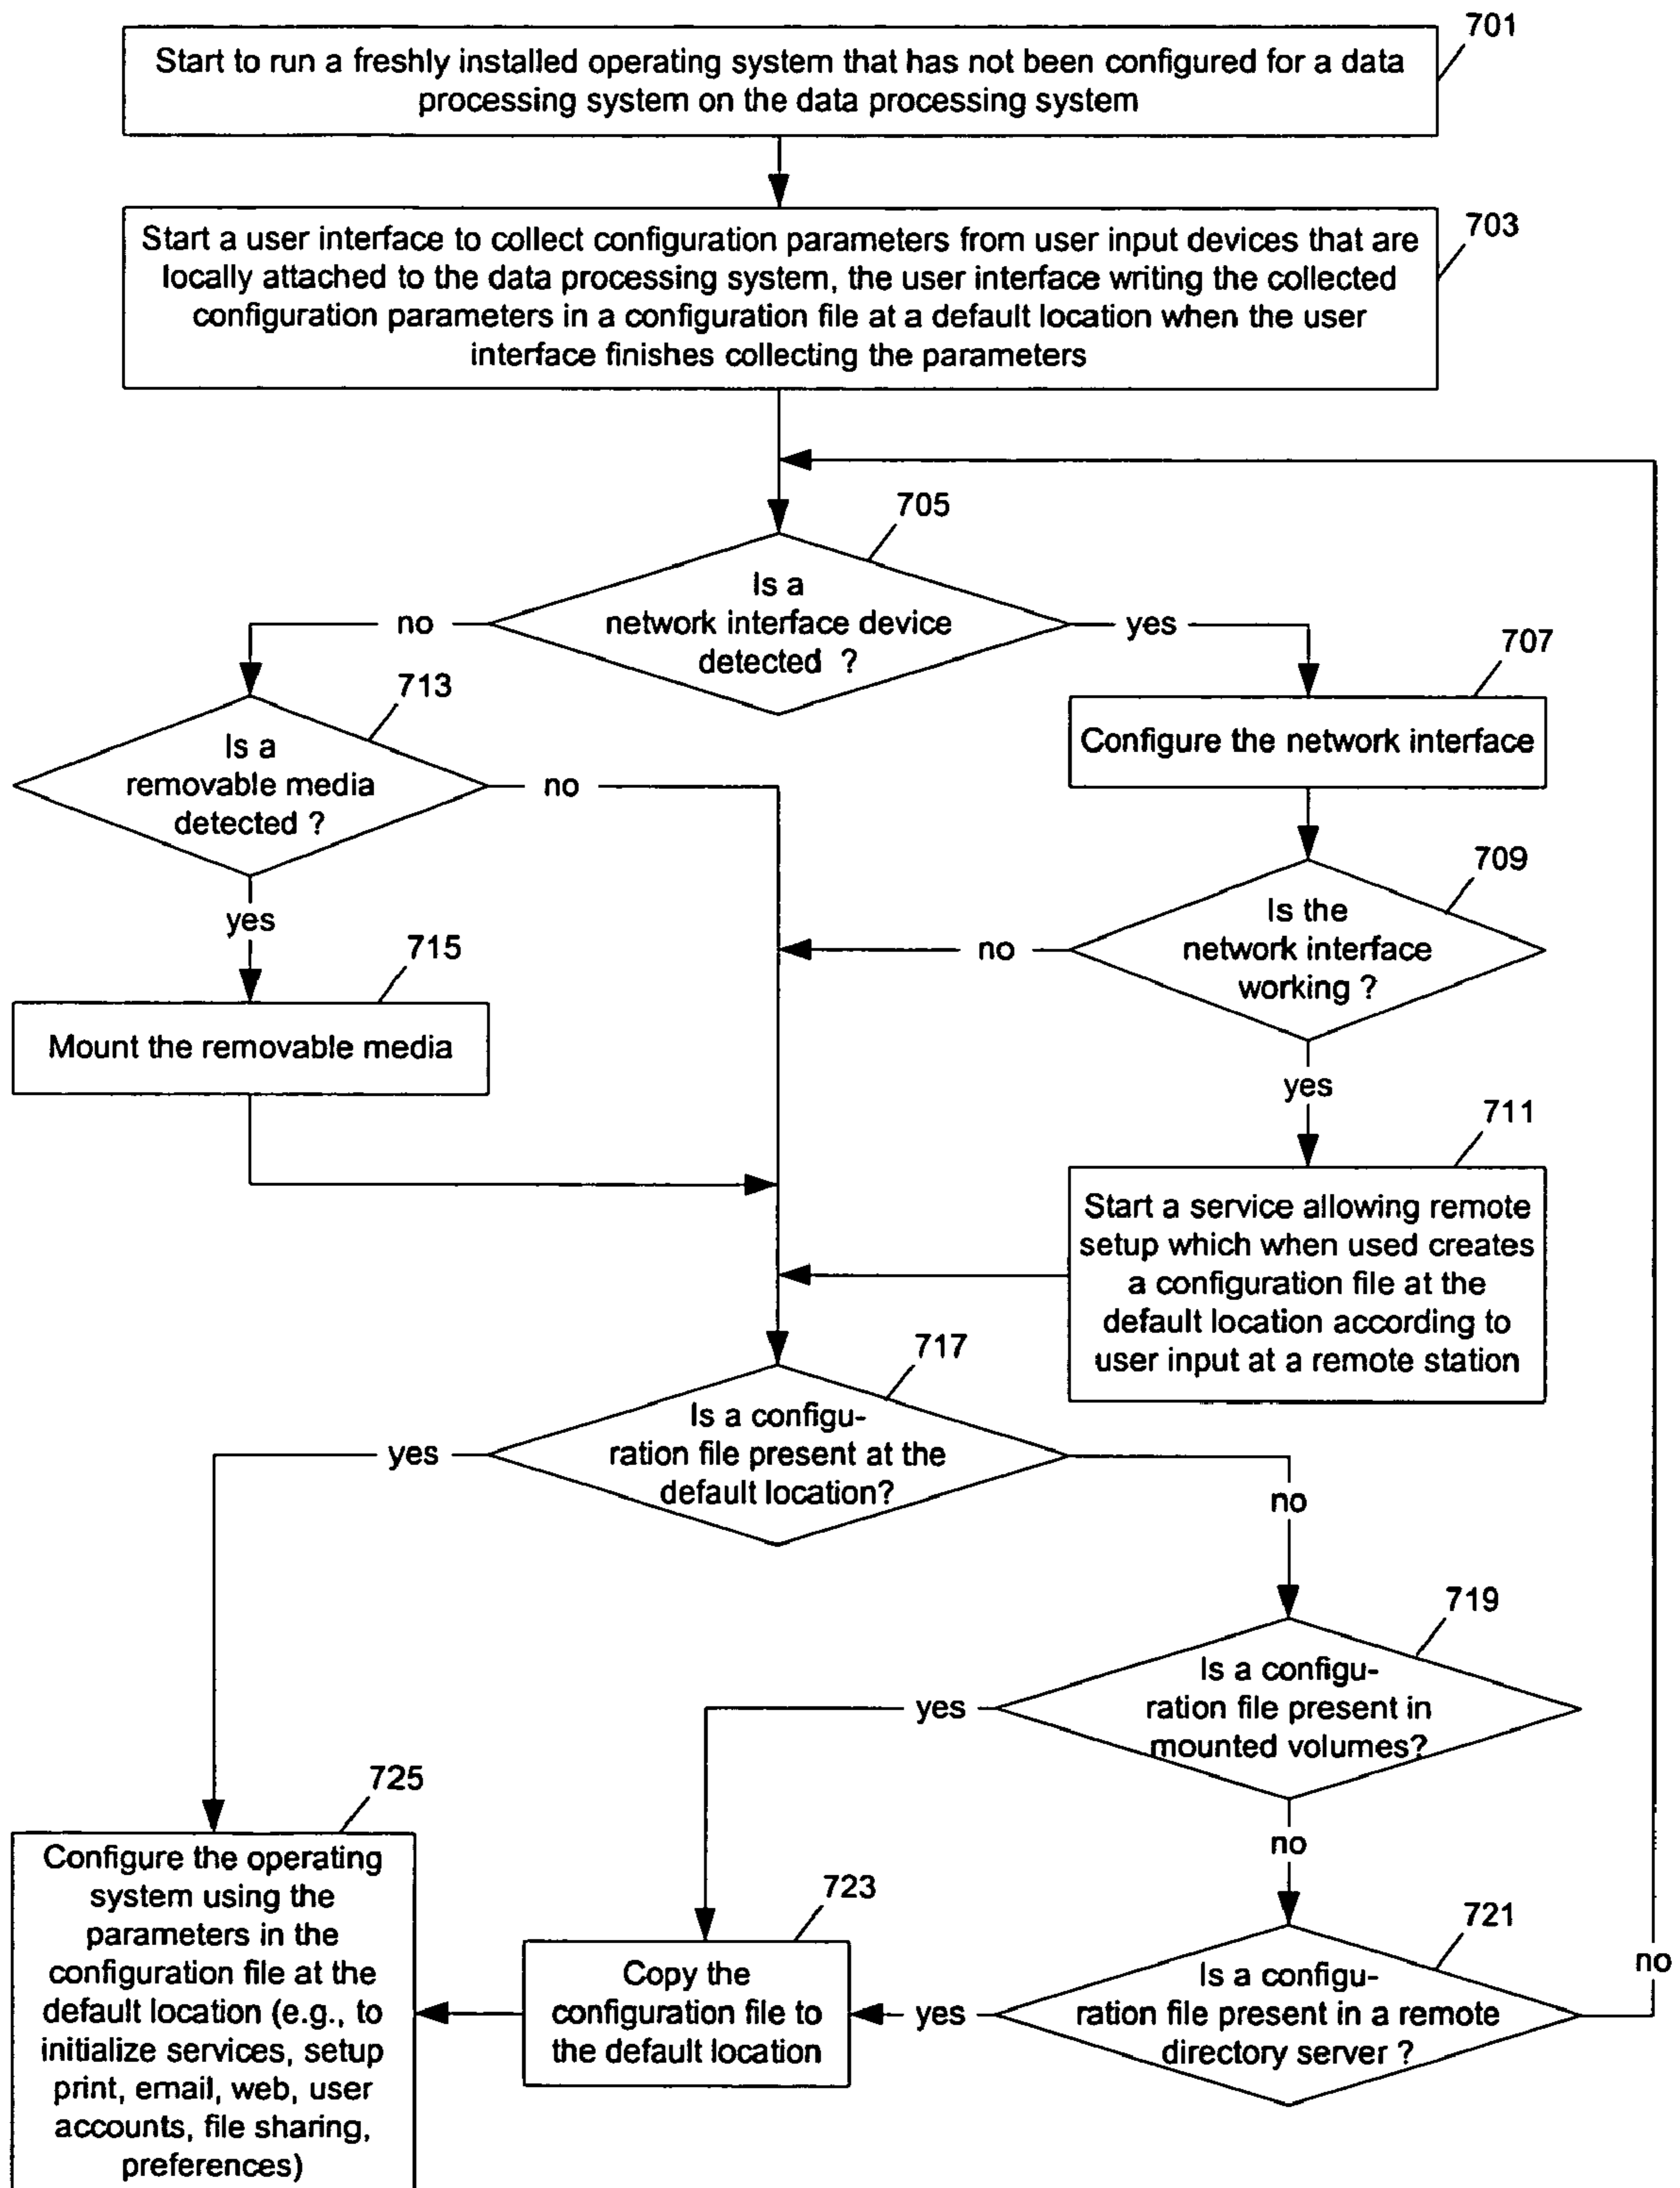 701
Start to run a freshly installed operating system that has not been configured for a data
processing system on the data processing system
703
Start a user interface to collect configuration parameters from user input devices that are
locally attached to the data processing system, the user interface writing the collected
configuration parameters in a configuration file at a default location when the user
interface finishes collecting the parameters
705
Is a
network interface device
detected ?
no
yes
707
Configure the network interface
713
Is a
removable media
detected ?
no
yes
709
Is the
network interface
working ?
no
yes
715
Mount the removable media
711
Start a service allowing remote
setup which when used creates
a configuration file at the
default location according to
user input at a remote station
717
Is a configu-
ration file present at the
default location?
yes
no
719
Is a configu-
ration file present in
mounted volumes?
yes
no
721
Is a configu-
ration file present in a remote
directory server ?
yes
no
723
Copy the
configuration file to
the default location
725
Configure the operating
system using the
parameters in the
configuration file at the
default location (e.g., to
initialize services, setup
print, email, web, user
accounts, file sharing,
preferences)